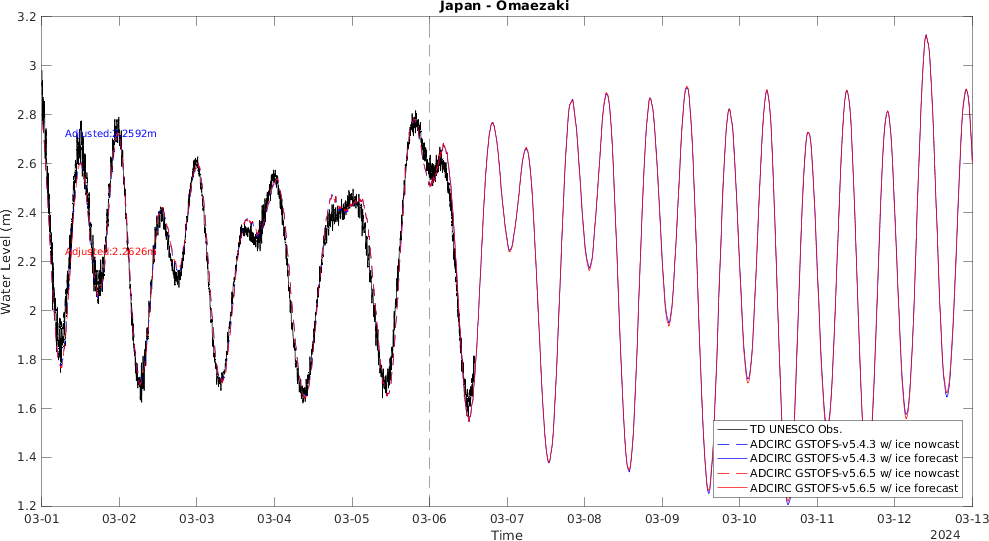 Japan - Omaezaki
Water Level (m)
3.2
3
2.8
2.6
2.4
2.2
2
1.8
1.6
1.4
1.2
Adjusted:2.2592m
Adjusted:2.2626m
TD UNESCO Obs.
ADCIRC GSTOFS-v5.4.3 w/ ice nowcast
ADCIRC GSTOFS-v5.4.3 w/ ice forecast
ADCIRC GSTOFS-v5.6.5 w/ ice nowcast
ADCIRC GSTOFS-v5.6.5 w/ ice forecast
03-01 03-02 03-03 03-04 03-05 03-06 03-07 03-08 03-09 03-10 03-11 03-12 03-13
Time
2024